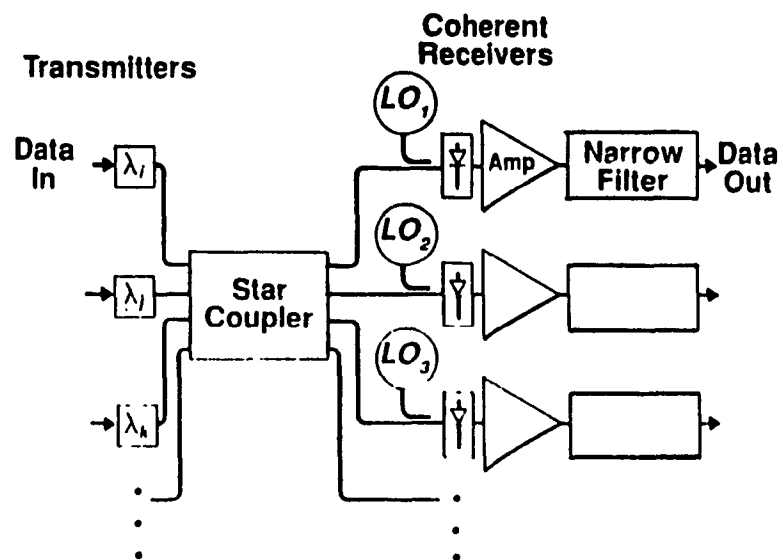 Coherent
Receivers
Transmitters
LO₁
Data
In
λᵢ
Amp
Narrow
Filter
Data
Out
LO₂
λⱼ
Star
Coupler
LO₃
λₖ